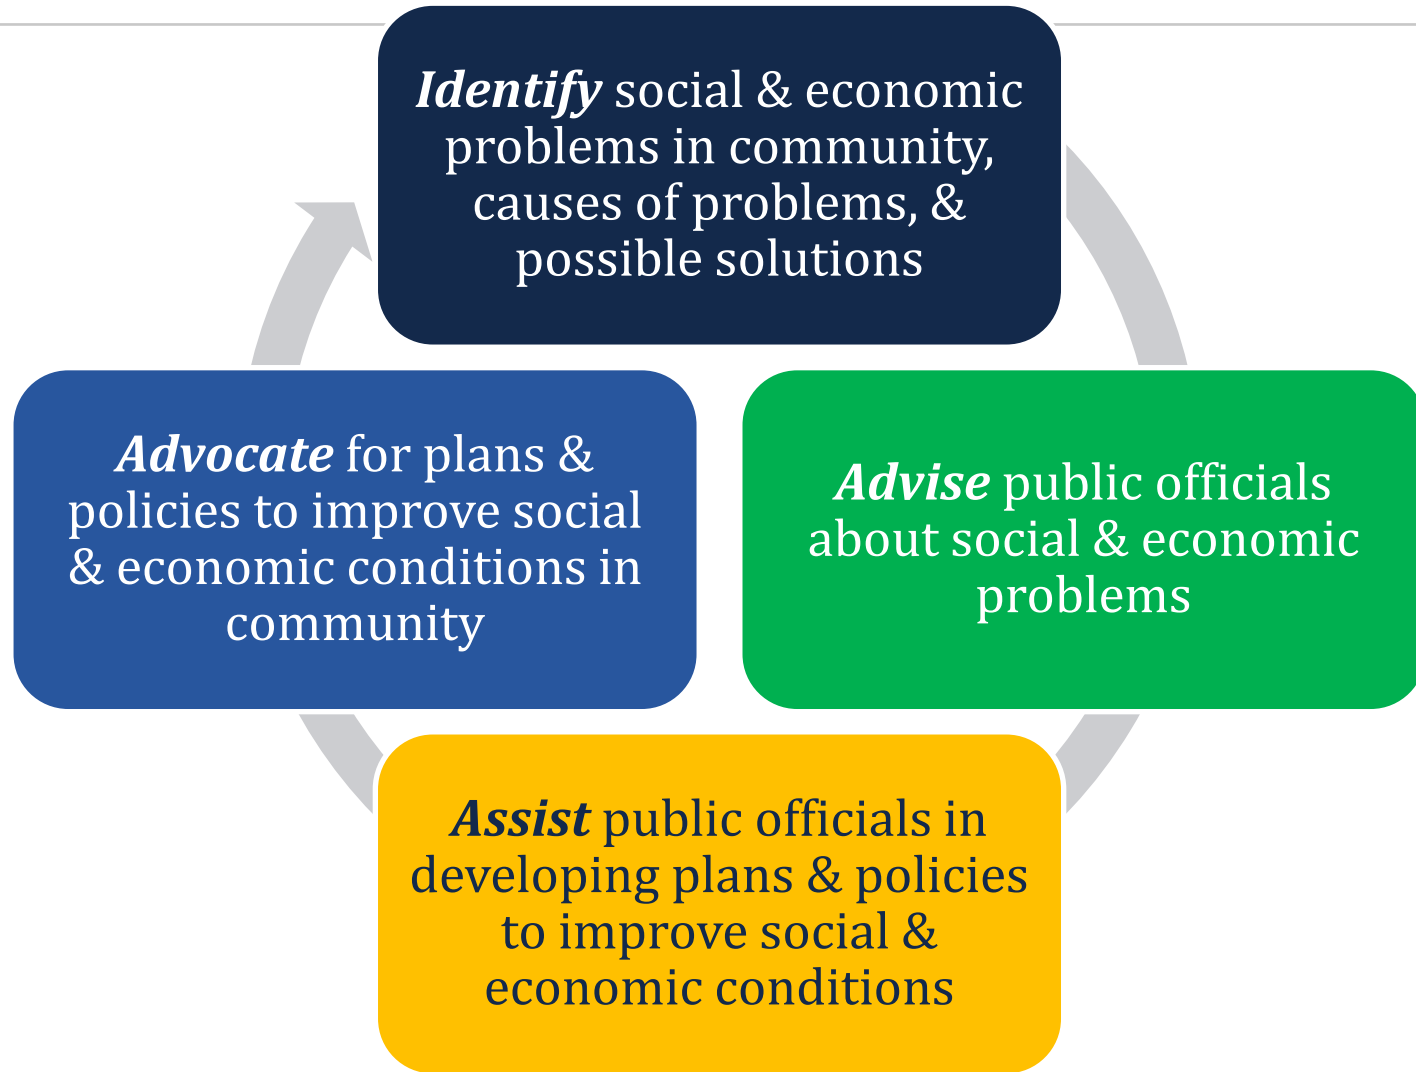 Identify social & economic
problems in community,
causes of problems, &
possible solutions
Advise public officials
about social & economic
problems
Assist public officials in
developing plans & policies
to improve social &
economic conditions
Advocate for plans &
policies to improve social
& economic conditions in
community